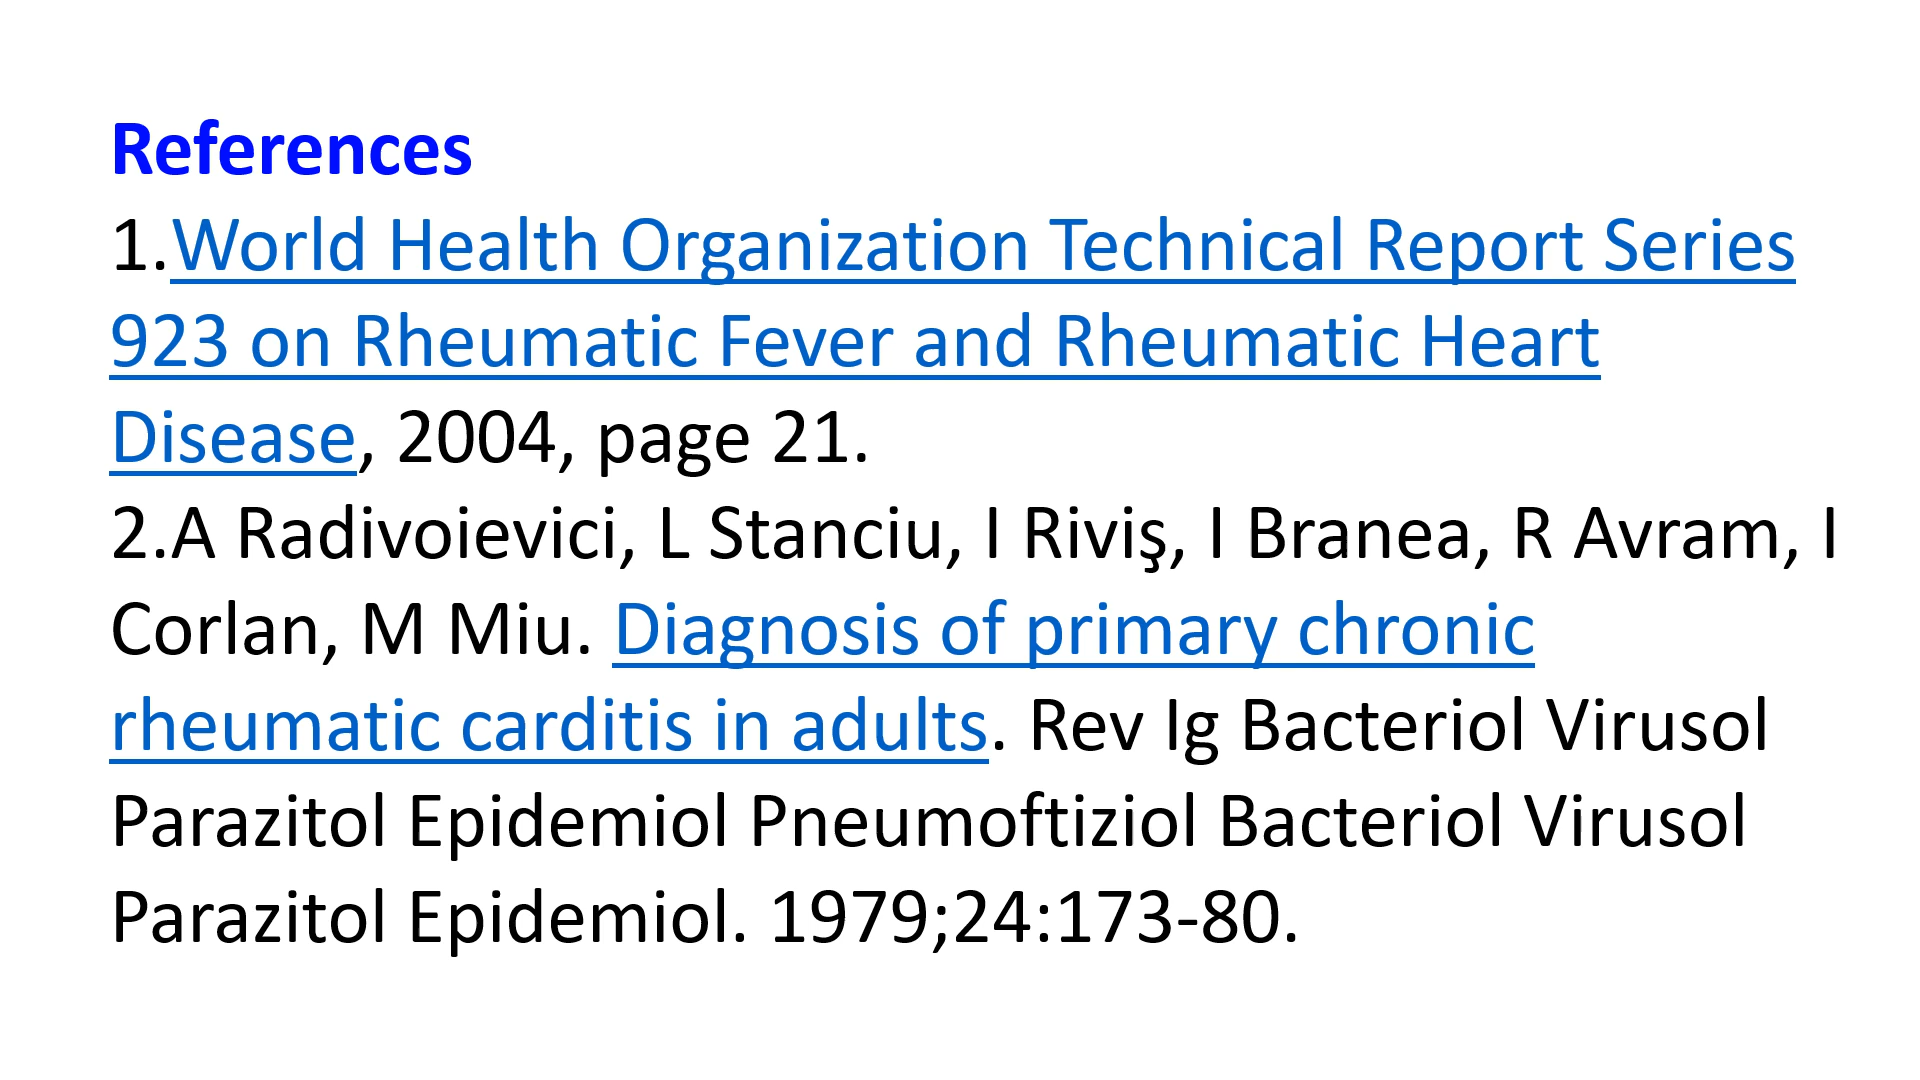 References
1.World Health Organization Technical Report Series
923 on Rheumatic Fever and Rheumatic Heart
Disease, 2004, page 21.
2.A Radivoievici, L Stanciu, I Riviş, I Branea, R Avram, I
Corlan, M Miu. Diagnosis of primary chronic
rheumatic carditis in adults. Rev Ig Bacteriol Virusol
Parazitol Epidemiol Pneumoftiziol Bacteriol Virusol
Parazitol Epidemiol. 1979;24:173-80.